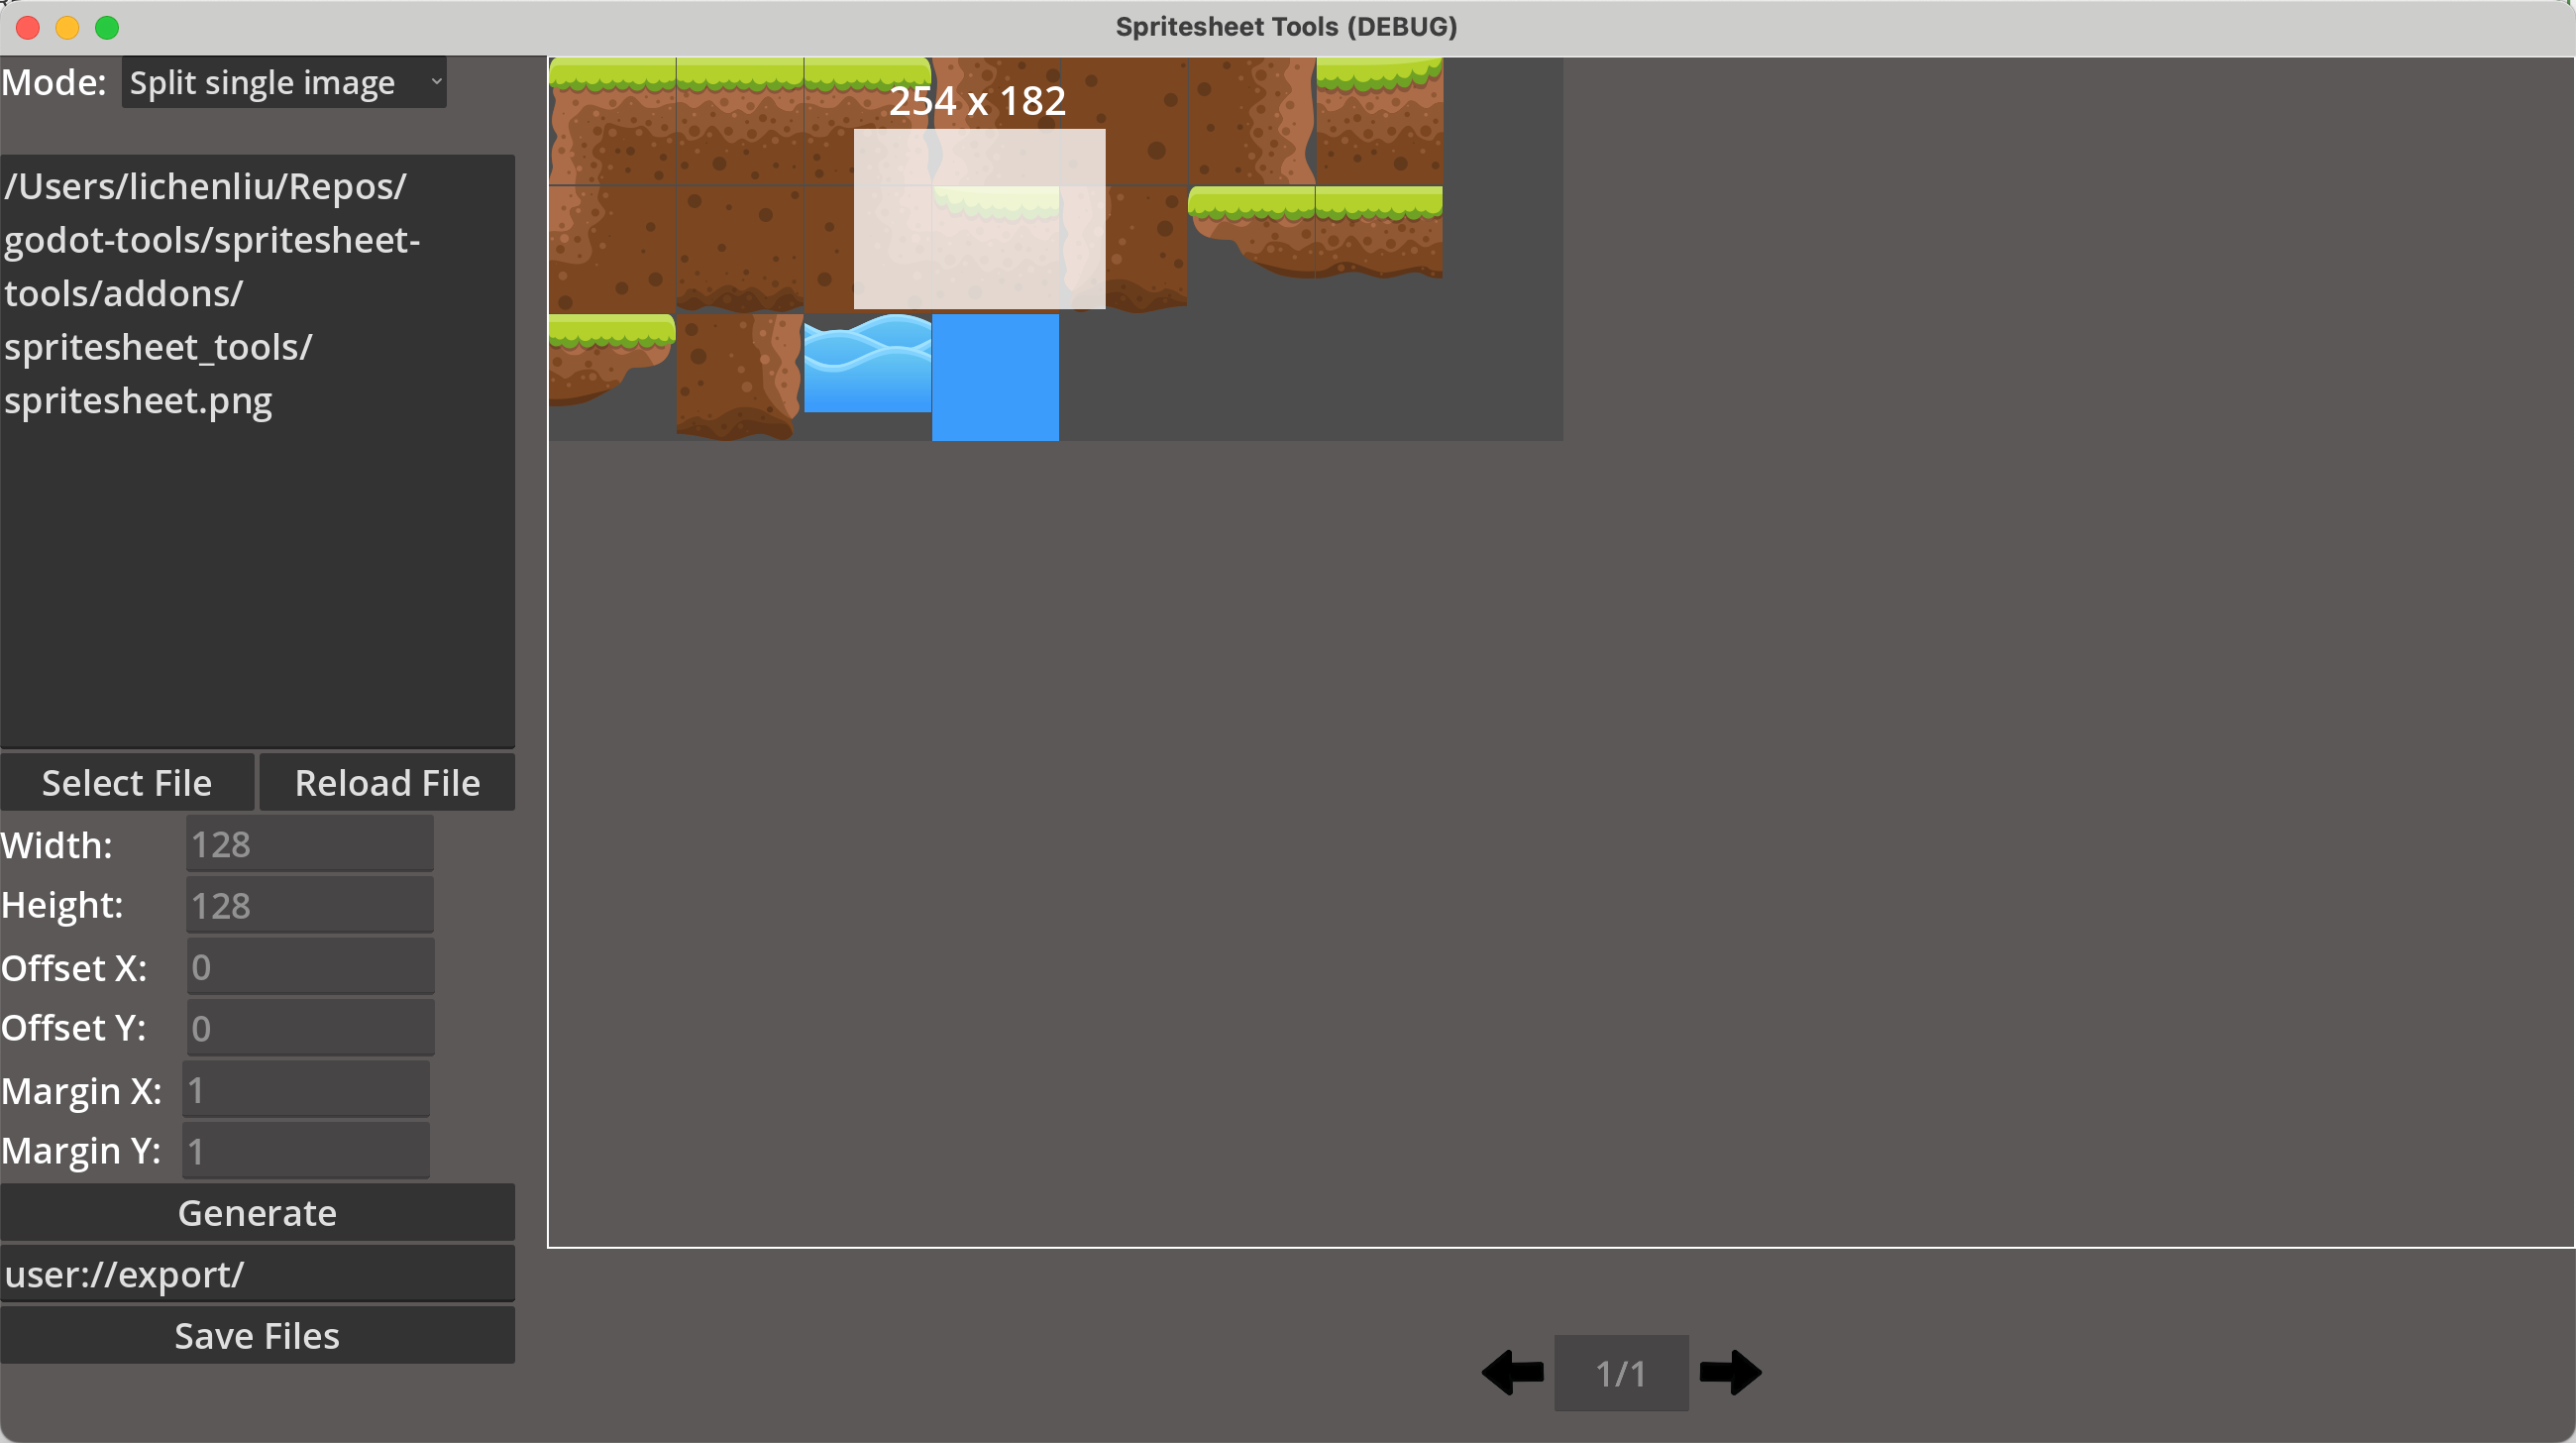 Spritesheet Tools (DEBUG)
Mode: Split single image
254 x 182
/Users/lichenliu/Repos/
godot-tools/spritesheet-
tools/addons/
spritesheet_tools/
spritesheet.png
Select File Reload File
Width: 128
Height: 128
Offset X: 0
Offset Y: 0
Margin X: 1
Margin Y: 1
Generate
user://export/
Save Files
1/1